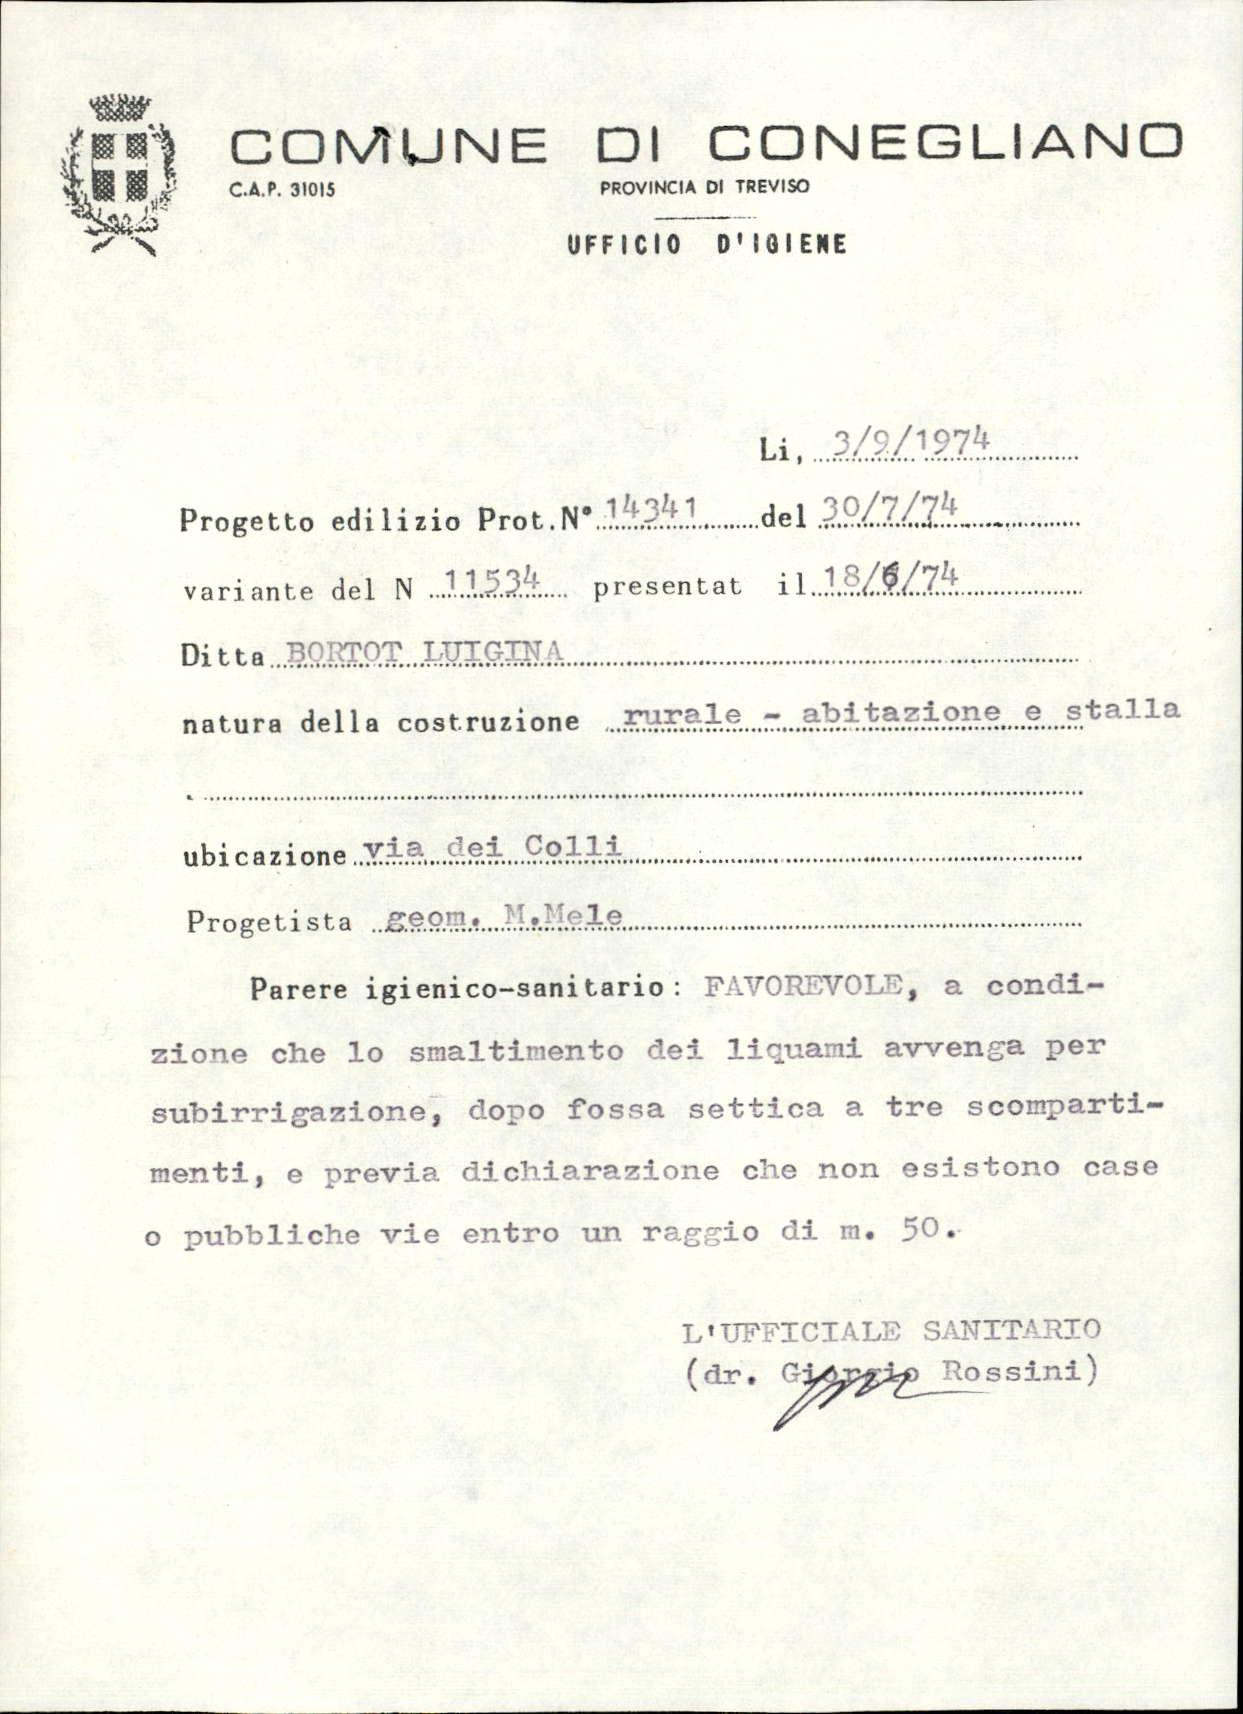 COMUNE DI CONEGLIANO
C.A.P. 31015
PROVINCIA DI TREVISO
UFFICIO D'IGIENE
Li, 3/9/1974
Progetto edilizio Prot.N° 14341 del 30/7/74
variante del N 11534 presentat il 18/6/74
Ditta BORTOT LUIGINA
natura della costruzione rurale - abitazione e stalla
ubicazione via dei Colli
Progetista geom. M.Mele
Parere igienico-sanitario: FAVOREVOLE, a condi-
zione che lo smaltimento dei liquami avvenga per
subirrigazione, dopo fossa settica a tre scomparti-
menti, e previa dichiarazione che non esistono case
o pubbliche vie entro un raggio di m. 50.
L'UFFICIALE SANITARIO
(dr. Giorgio Rossini)